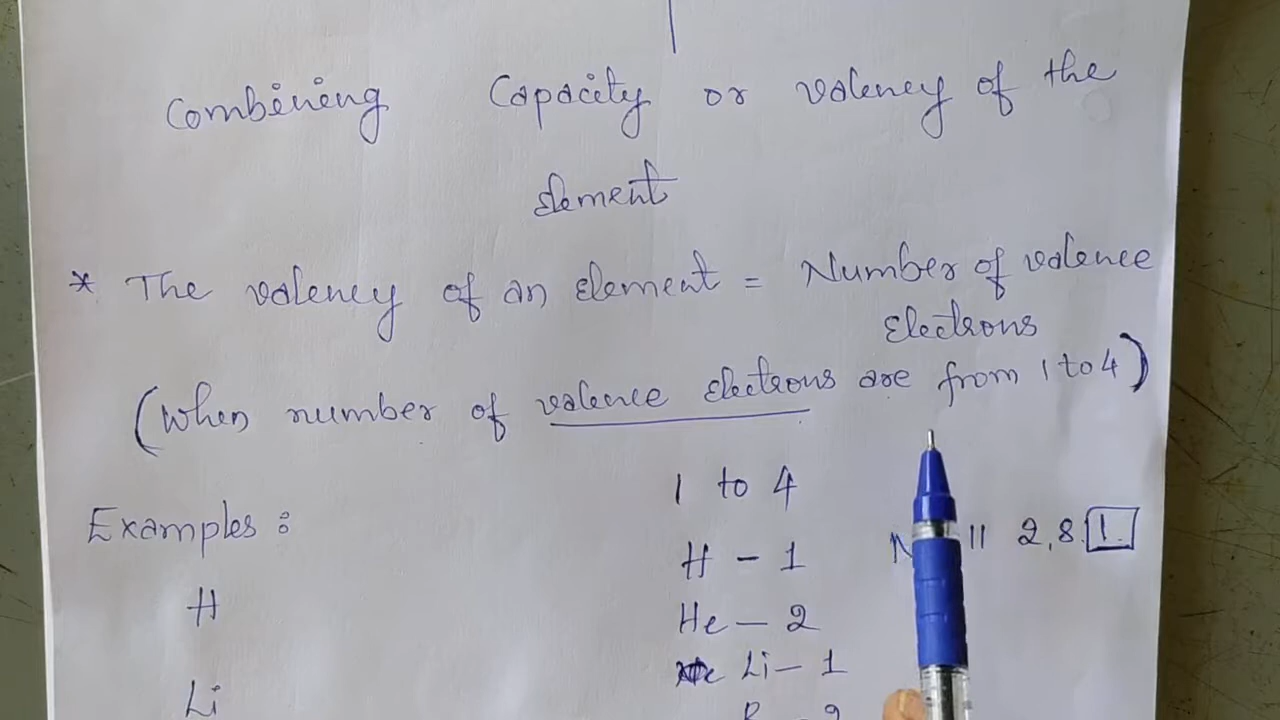 Combining Capacity or valency of the
element
* The valency of an element = Number of valence
Electrons
(When number of valence electrons are from 1 to 4)
1 to 4
Examples :
H - 1
11 2,8,1
H
He - 2
Li - 1
Li